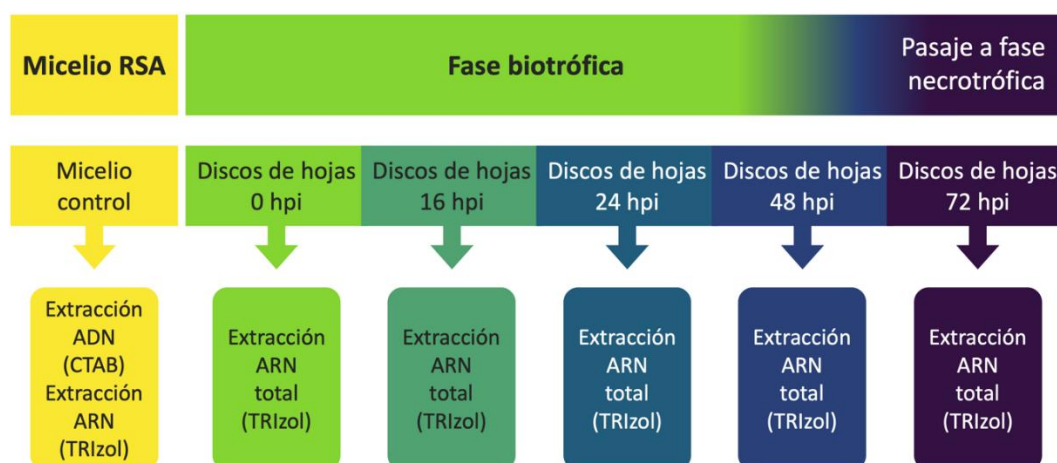 Micelio RSA
Fase biotrófica
Pasaje a fase
necrotrófica
Micelio
control
Discos de hojas
0 hpi
Discos de hojas
16 hpi
Discos de hojas
24 hpi
Discos de hojas
48 hpi
Discos de hojas
72 hpi
Extracción
ADN
(CTAB)
Extracción
ARN
(TRIzol)
Extracción
ARN
total
(TRIzol)
Extracción
ARN
total
(TRIzol)
Extracción
ARN
total
(TRIzol)
Extracción
ARN
total
(TRIzol)
Extracción
ARN
total
(TRIzol)